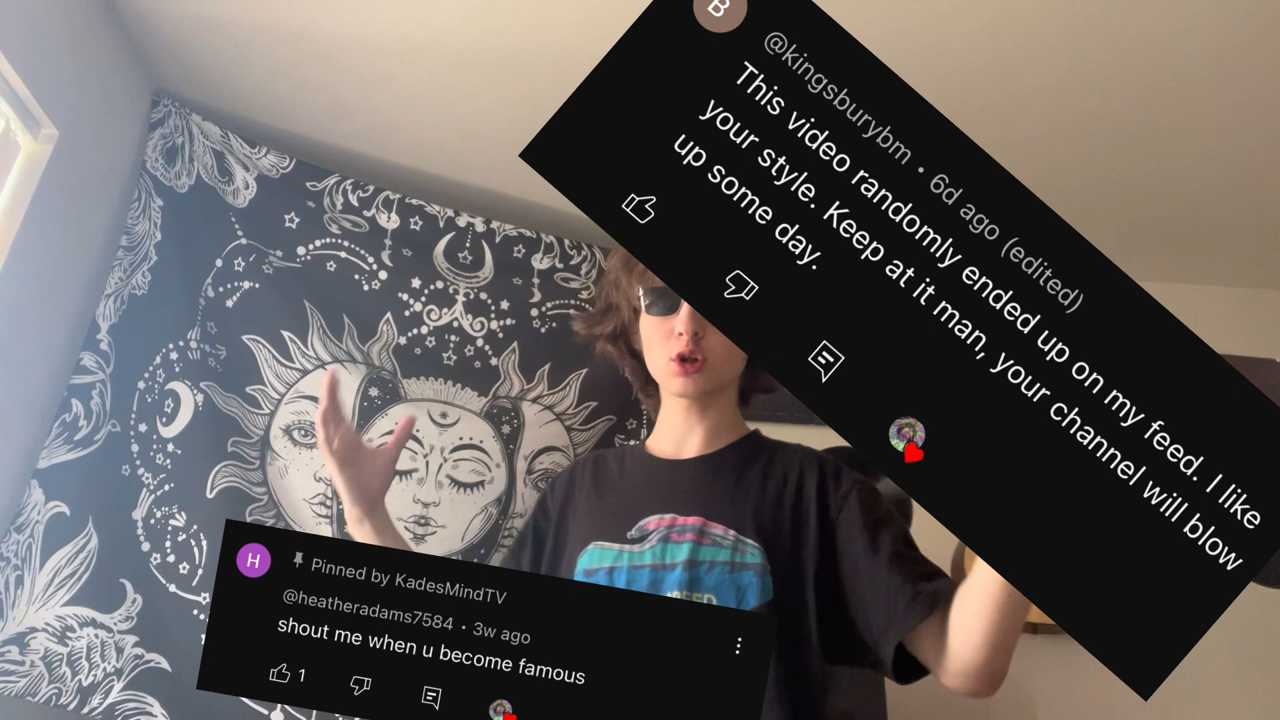 B
@kingsburybm • 6d ago (edited)
This video randomly ended up on my feed. I like
your style. Keep at it man, your channel will blow
up some day.
H
Pinned by KadesMindTV
@heatheradams7584 • 3w ago
shout me when u become famous
1